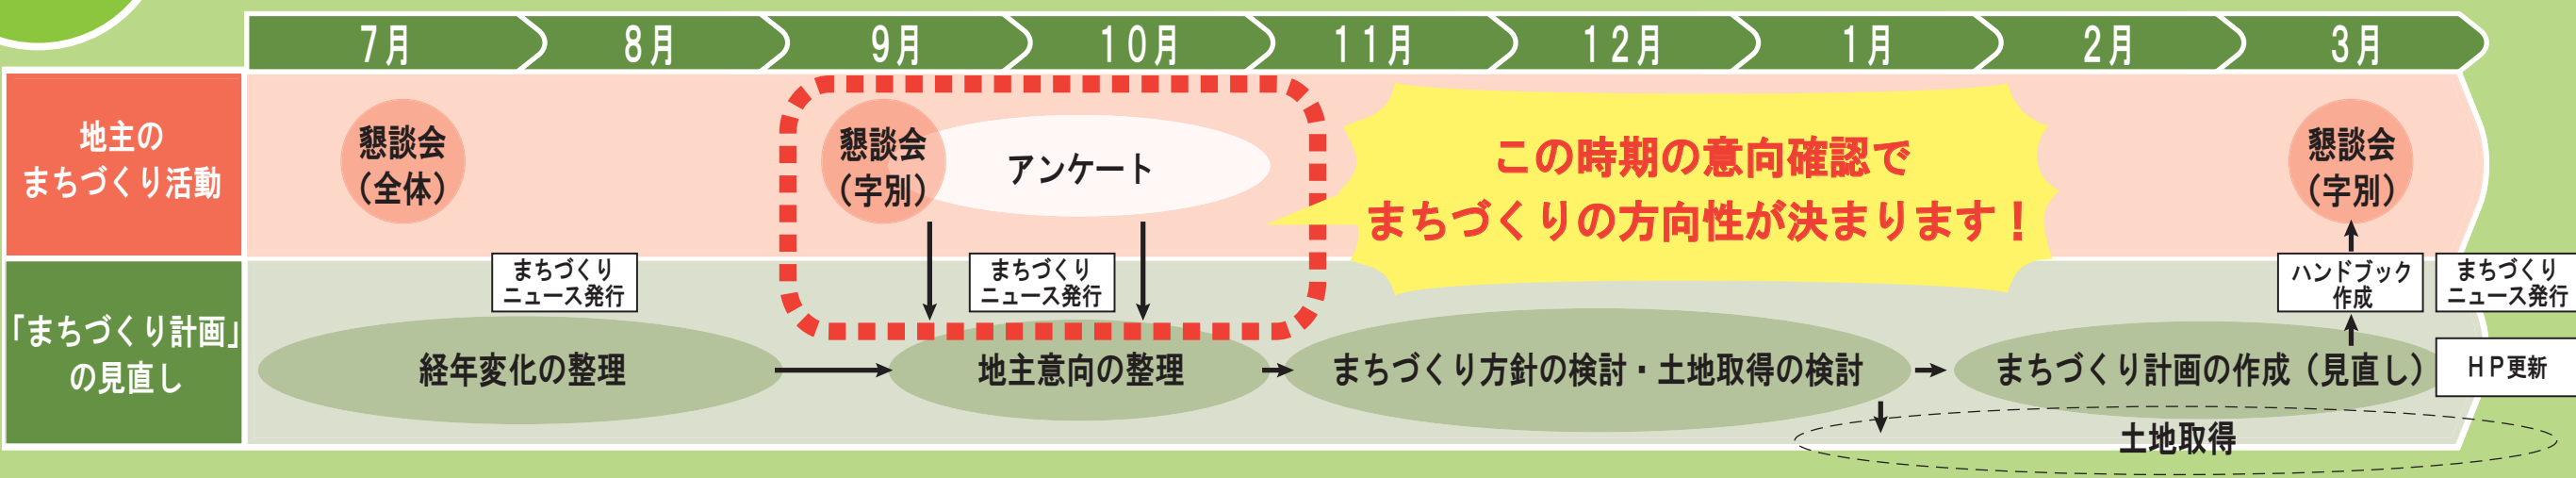 7月
8月
9月
10月
11月
12月
1月
2月
3月
地主の
まちづくり活動
懇談会
(全体)
懇談会
(字別)
アンケート
この時期の意向確認で
まちづくりの方向性が決まります！
懇談会
(字別)
まちづくり
ニュース発行
まちづくり
ニュース発行
ハンドブック
作成
まちづくり
ニュース発行
「まちづくり計画」
の見直し
経年変化の整理
地主意向の整理
まちづくり方針の検討・土地取得の検討
まちづくり計画の作成（見直し）
ＨＰ更新
土地取得